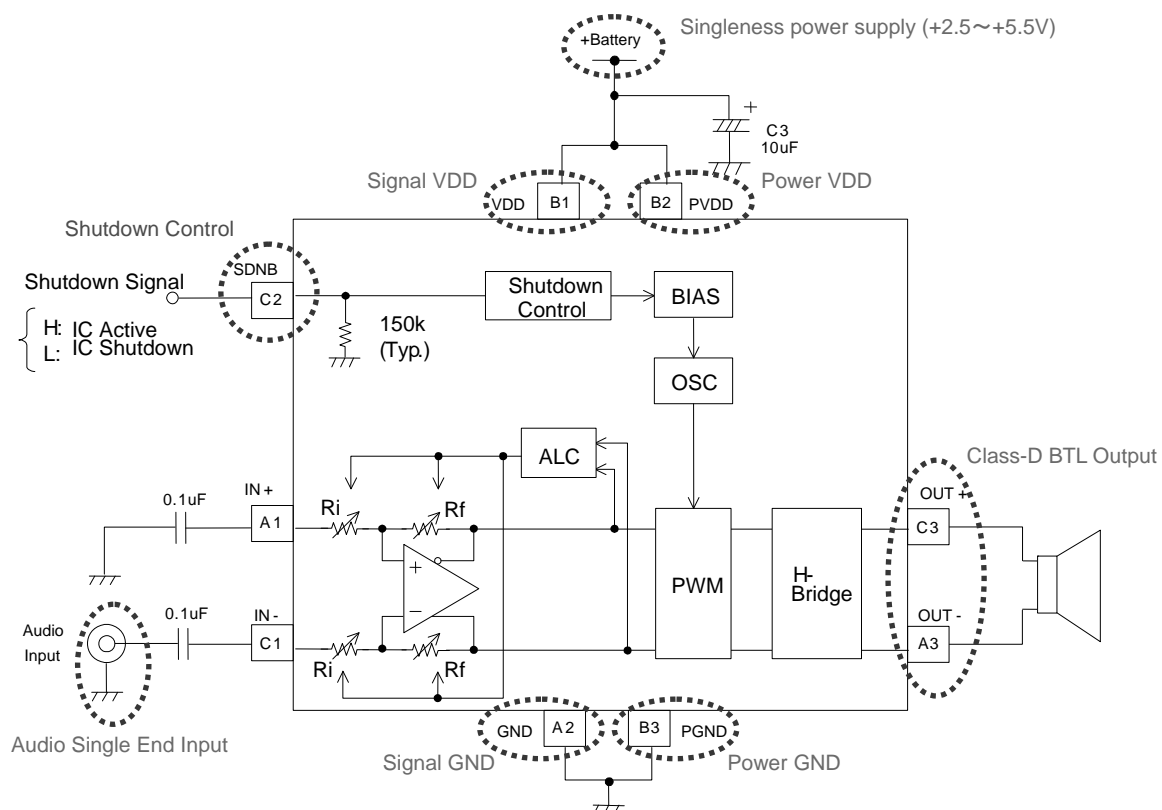 Singleness power supply (+2.5～+5.5V)
+Battery
+
C3
10uF
Signal VDD
VDD
B1
B2
PVDD
Power VDD
Shutdown Control
SDNB
Shutdown Signal
C2
H: IC Active
L: IC Shutdown
150k
(Typ.)
Shutdown
Control
BIAS
OSC
ALC
Class-D BTL Output
0.1uF
IN+
A1
Ri
Rf
+
−
PWM
H-
Bridge
OUT +
C3
Audio
Input
0.1uF
IN-
C1
Ri
Rf
OUT -
A3
Audio Single End Input
GND
A2
B3
PGND
Signal GND
Power GND